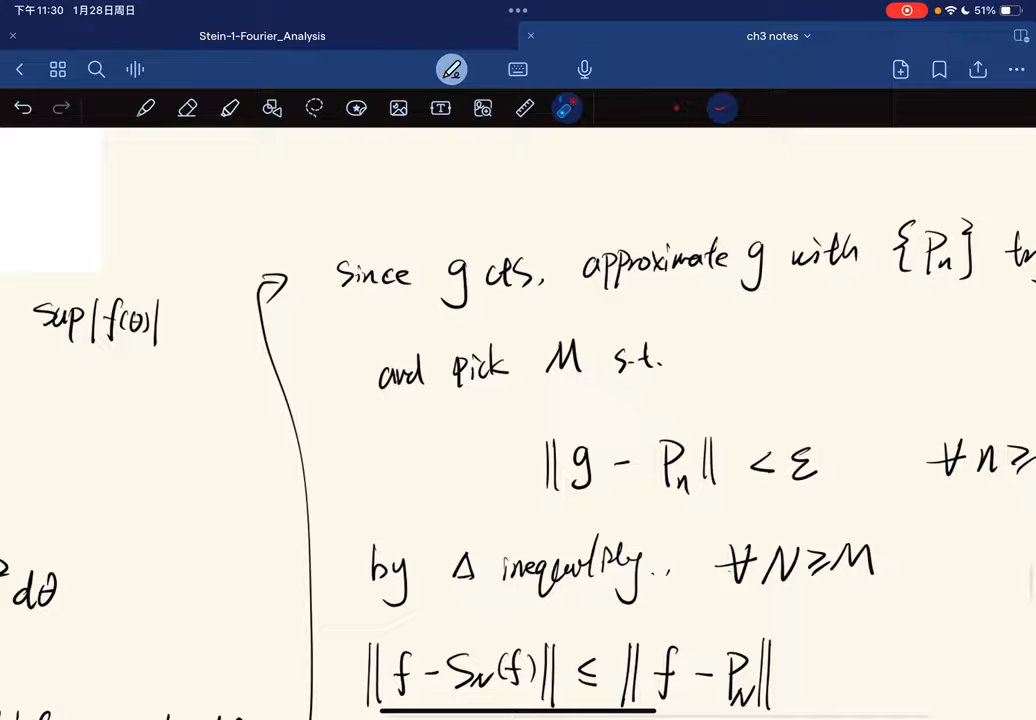 下午11:30 1月28日周日
51%
Stein-1-Fourier_Analysis
ch3 notes
since g cts, approximate g with {Pn}
sup|f(θ)|
and pick M s.t.
‖g - Pn‖ < ε ∀n≥
by Δ inequality., ∀N≥M
dθ
‖f - SN(f)‖ ≤ ‖f - PN‖